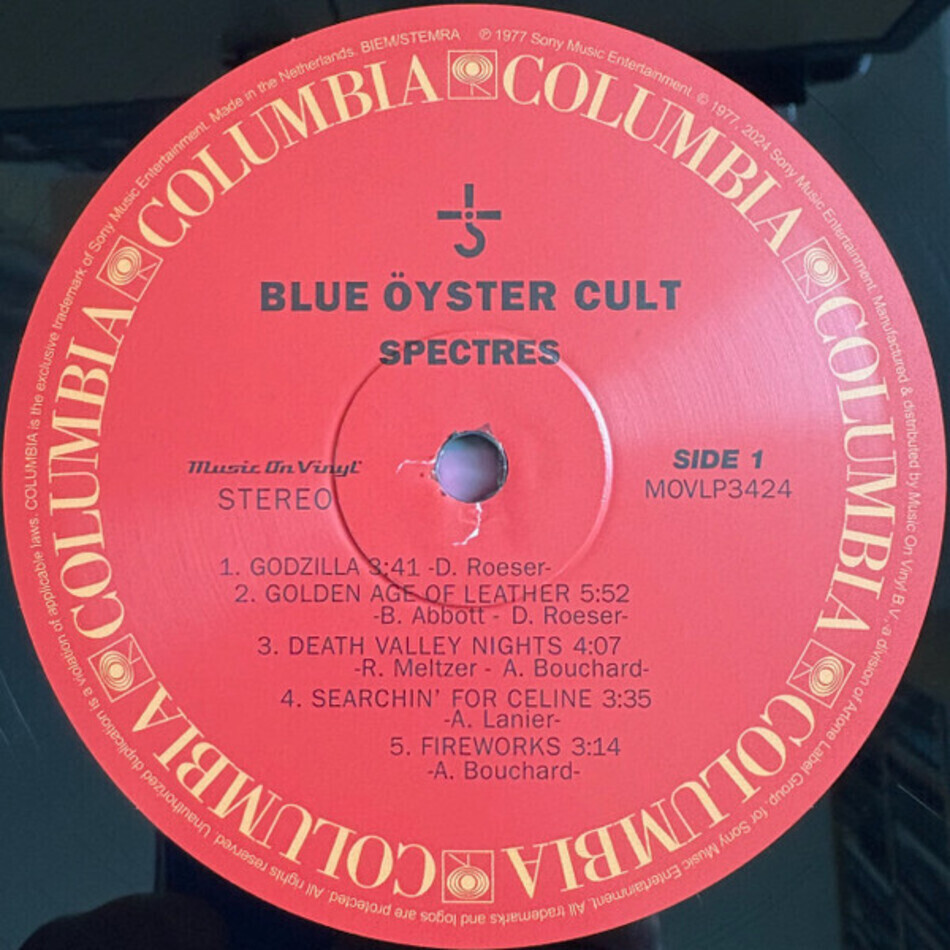 COLUMBIA is the exclusive trademark of Sony Music Entertainment. Made in the Netherlands. BIEM/STEMRA ℗ 1977 Sony Music Entertainment. © 1977, 2024 Sony Music Entertainment. Manufactured & distributed by Music On Vinyl B.V., -a division of Artone Label Group, for Sony Music Entertainment. All trademarks and logos are protected. All rights reserved. Unauthorized duplication is a violation of applicable laws.
COLUMBIA COLUMBIA COLUMBIA COLUMBIA COLUMBIA COLUMBIA COLUMBIA
BLUE ÖYSTER CULT
SPECTRES
Music On Vinyl
STEREO
SIDE 1
MOVLP3424
1. GODZILLA 3:41 -D. Roeser-
2. GOLDEN AGE OF LEATHER 5:52
-B. Abbott - D. Roeser-
3. DEATH VALLEY NIGHTS 4:07
-R. Meltzer - A. Bouchard-
4. SEARCHIN' FOR CELINE 3:35
-A. Lanier-
5. FIREWORKS 3:14
-A. Bouchard-